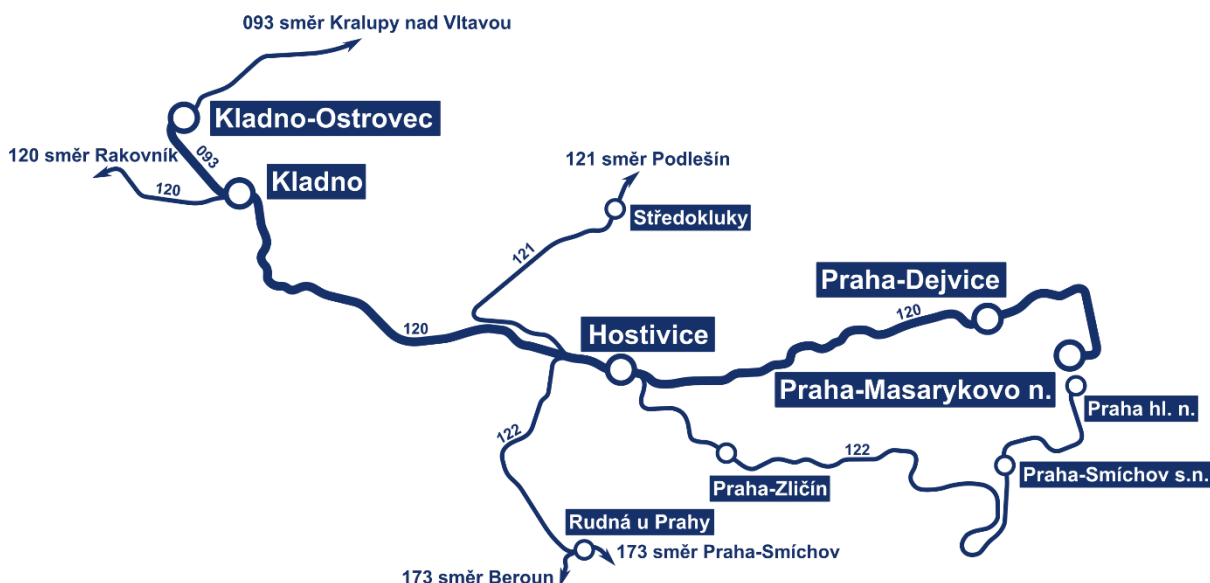 093 směr Kralupy nad Vltavou
Kladno-Ostrovec
093
120 směr Rakovník
120
Kladno
121 směr Podlešín
Středokluky
121
Praha-Dejvice
120
120
Hostivice
Praha-Masarykovo n.
Praha hl. n.
122
122
Praha-Zličín
Praha-Smíchov s.n.
Rudná u Prahy
173 směr Praha-Smíchov
173 směr Beroun